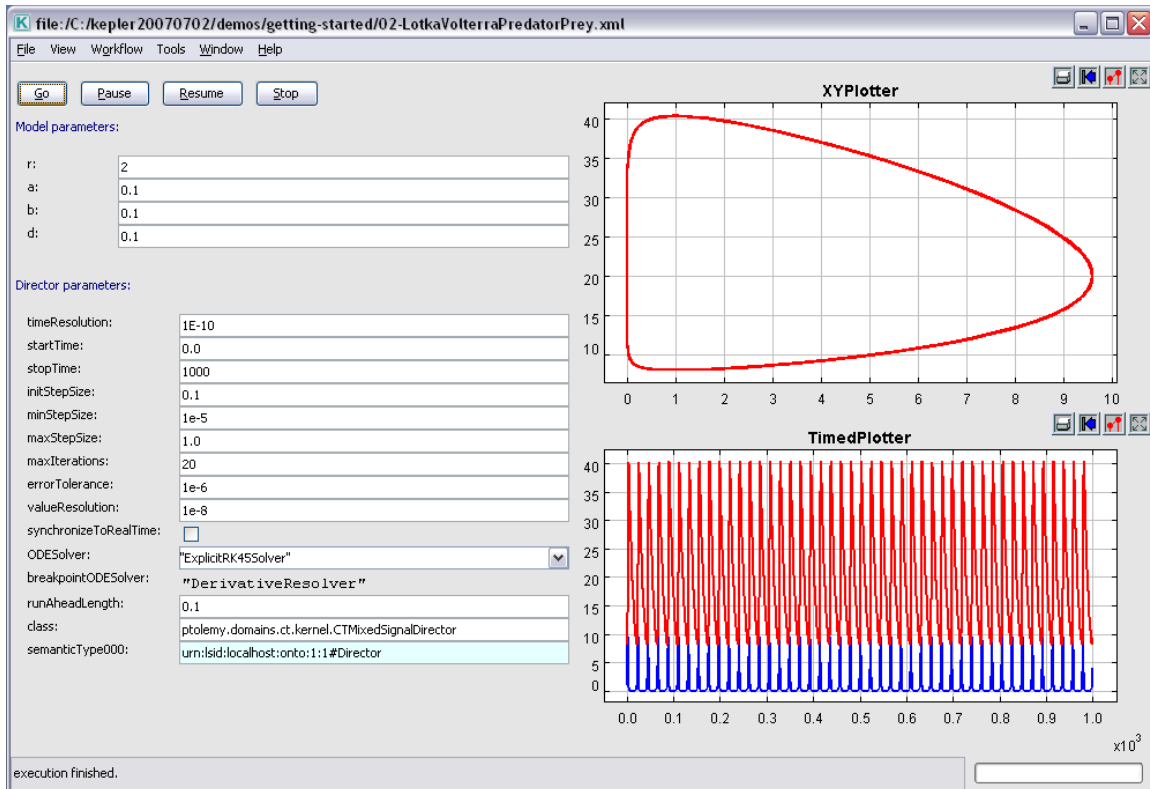 file:/C:/kepler20070702/demos/getting-started/02-LotkaVolterraPredatorPrey.xml
File View Workflow Tools Window Help
Go Pause Resume Stop
Model parameters:
r: 2
a: 0.1
b: 0.1
d: 0.1
Director parameters:
timeResolution: 1E-10
startTime: 0.0
stopTime: 1000
initStepSize: 0.1
minStepSize: 1e-5
maxStepSize: 1.0
maxIterations: 20
errorTolerance: 1e-6
valueResolution: 1e-8
synchronizeToRealTime:
ODESolver: "ExplicitRK45Solver"
breakpointODESolver: "DerivativeResolver"
runAheadLength: 0.1
class: ptolemy.domains.ct.kernel.CTMixedSignalDirector
semanticType000: urn:lsid:localhost:onto:1:1#Director
XYPlotter
40
35
30
25
20
15
10
0 1 2 3 4 5 6 7 8 9 10
TimedPlotter
40
35
30
25
20
15
10
5
0
0.0 0.1 0.2 0.3 0.4 0.5 0.6 0.7 0.8 0.9 1.0
x10³
execution finished.